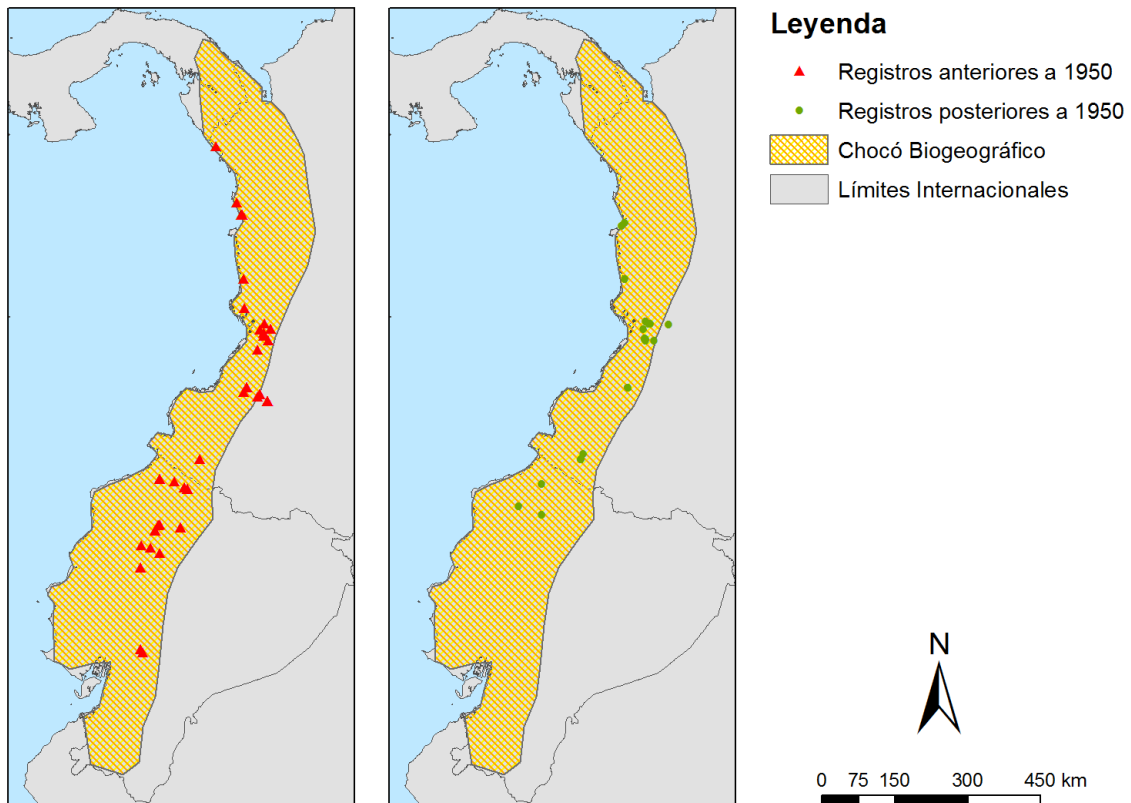 Leyenda
Registros anteriores a 1950
Registros posteriores a 1950
Chocó Biogeográfico
Límites Internacionales
N
0 75 150 300 450 km